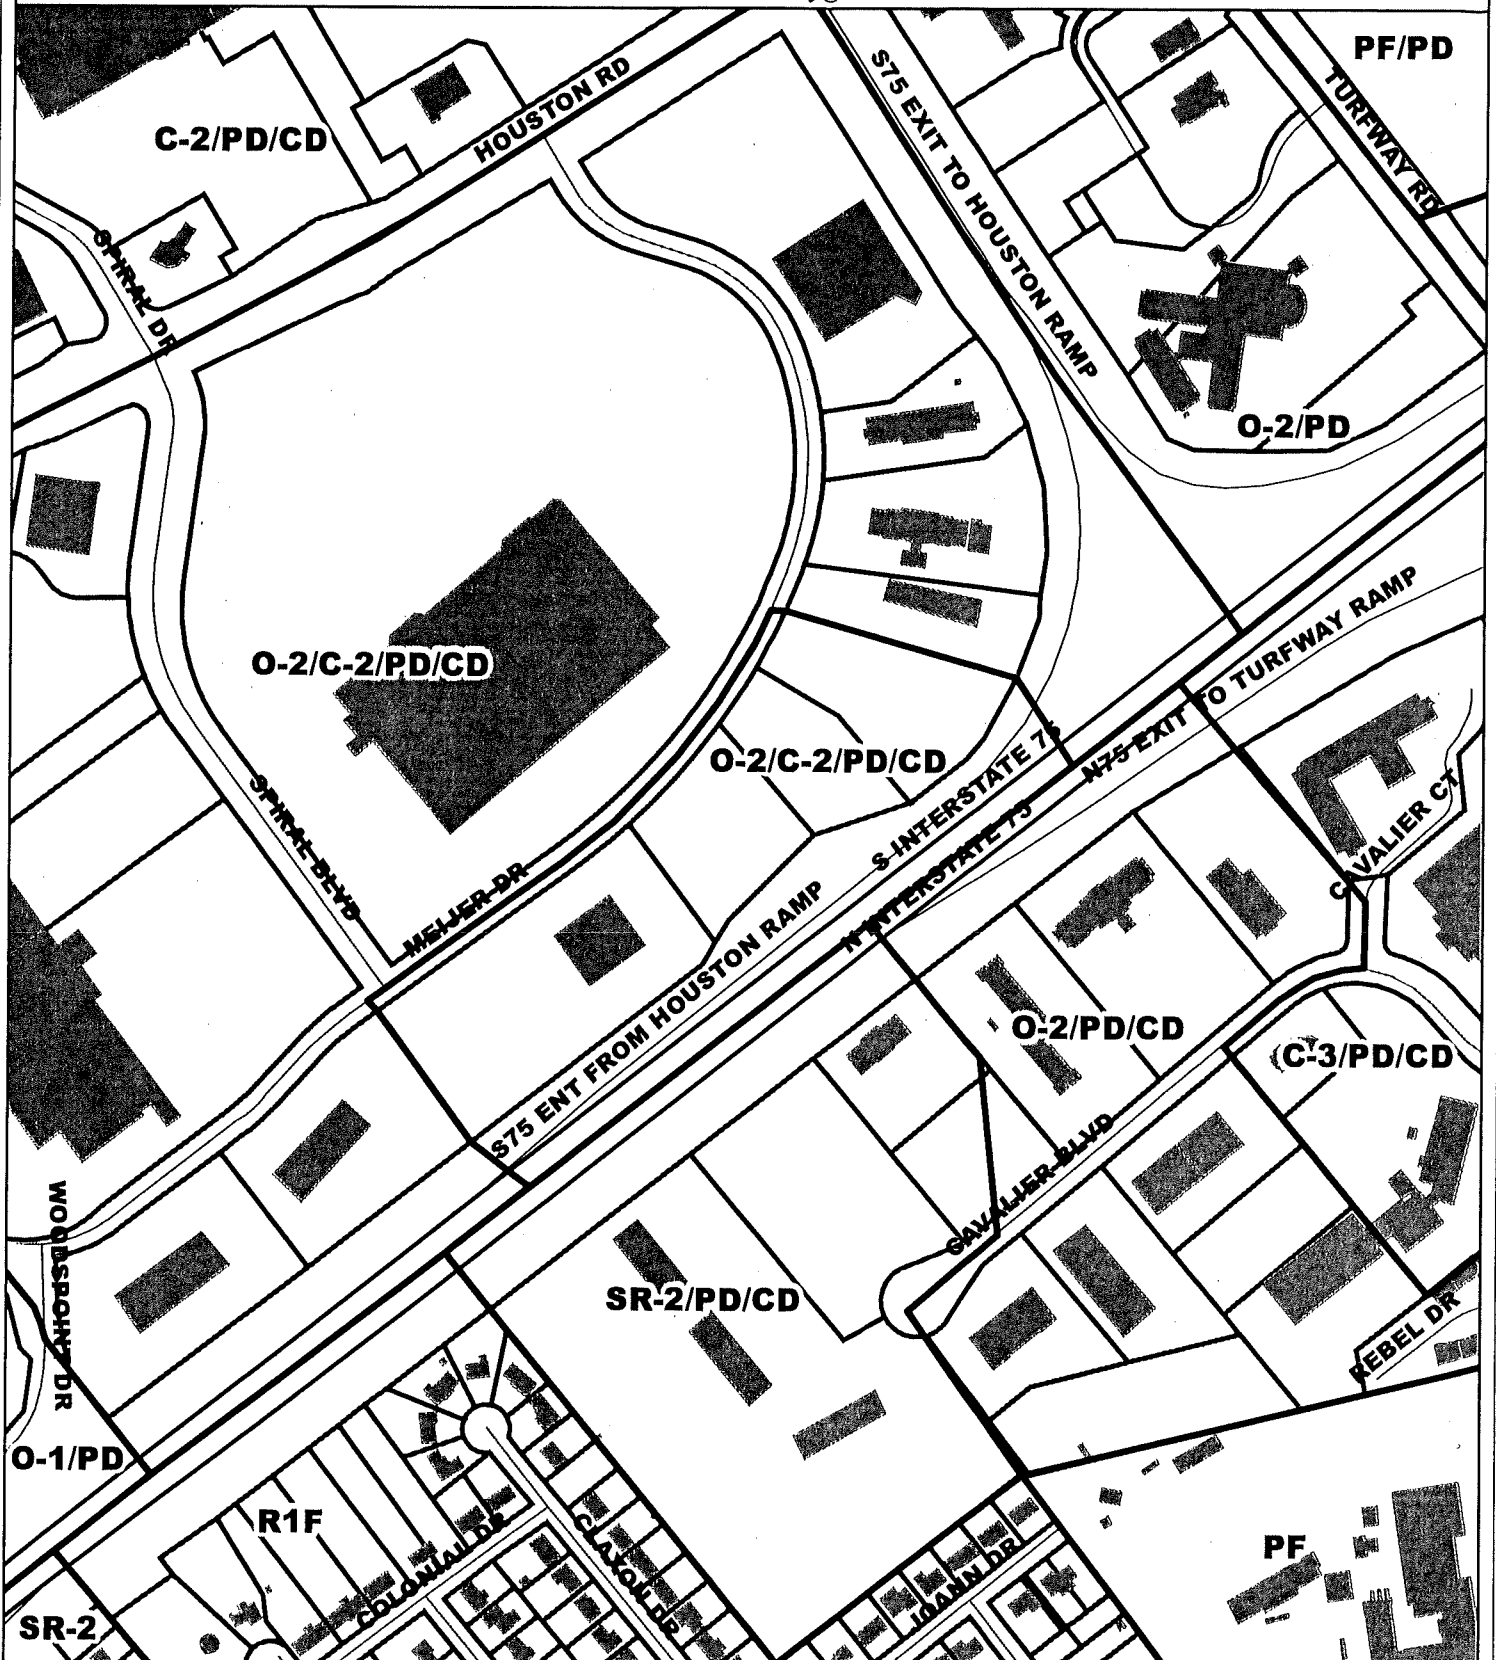 PF/PD
S75 EXIT TO HOUSTON RAMP
TURFWAY RD
HOUSTON RD
C-2/PD/CD
SPIRAL DR
O-2/PD
N75 EXIT TO TURFWAY RAMP
O-2/C-2/PD/CD
O-2/C-2/PD/CD
S INTERSTATE 75
N INTERSTATE 75
SPIRAL BLVD
MEIJER DR
CAVALIER CT
S75 ENT FROM HOUSTON RAMP
O-2/PD/CD
C-3/PD/CD
CAVALIER BLVD
WOODSPOINT DR
SR-2/PD/CD
REBEL DR
O-1/PD
R1F
COLONIAL DR
CLAXON DR
JOANN DR
PF
SR-2